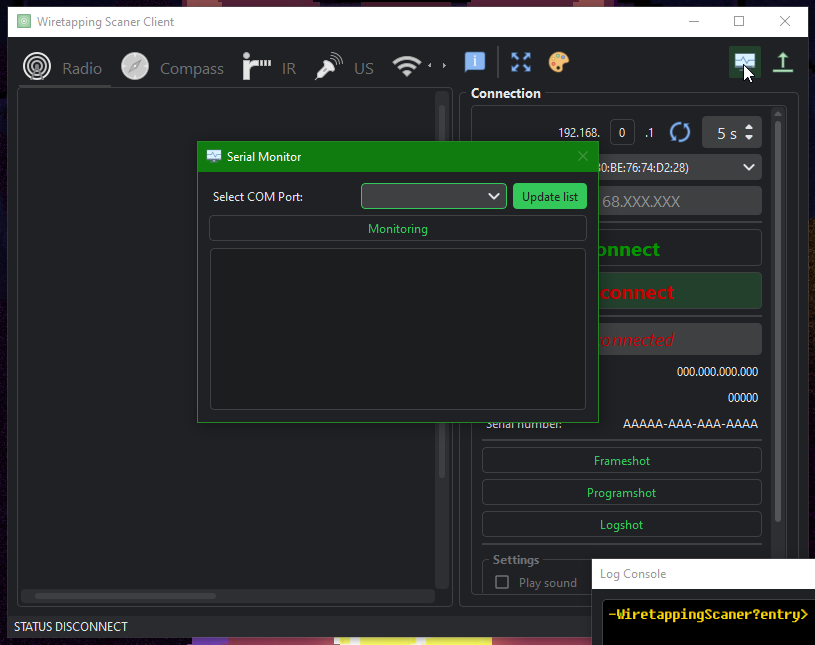 Wiretapping Scaner Client
Radio
Compass
IR
US
Connection
192.168. 0 .1
5 s
Serial Monitor
0:BE:76:74:D2:28)
Select COM Port:
Update list
68.XXX.XXX
Monitoring
onnect
connect
onnected
000.000.000.000
00000
Serial number:
AAAAA-AAA-AAA-AAAA
Frameshot
Programshot
Logshot
Settings
Play sound
Log Console
-WiretappingScaner?entry>
STATUS DISCONNECT